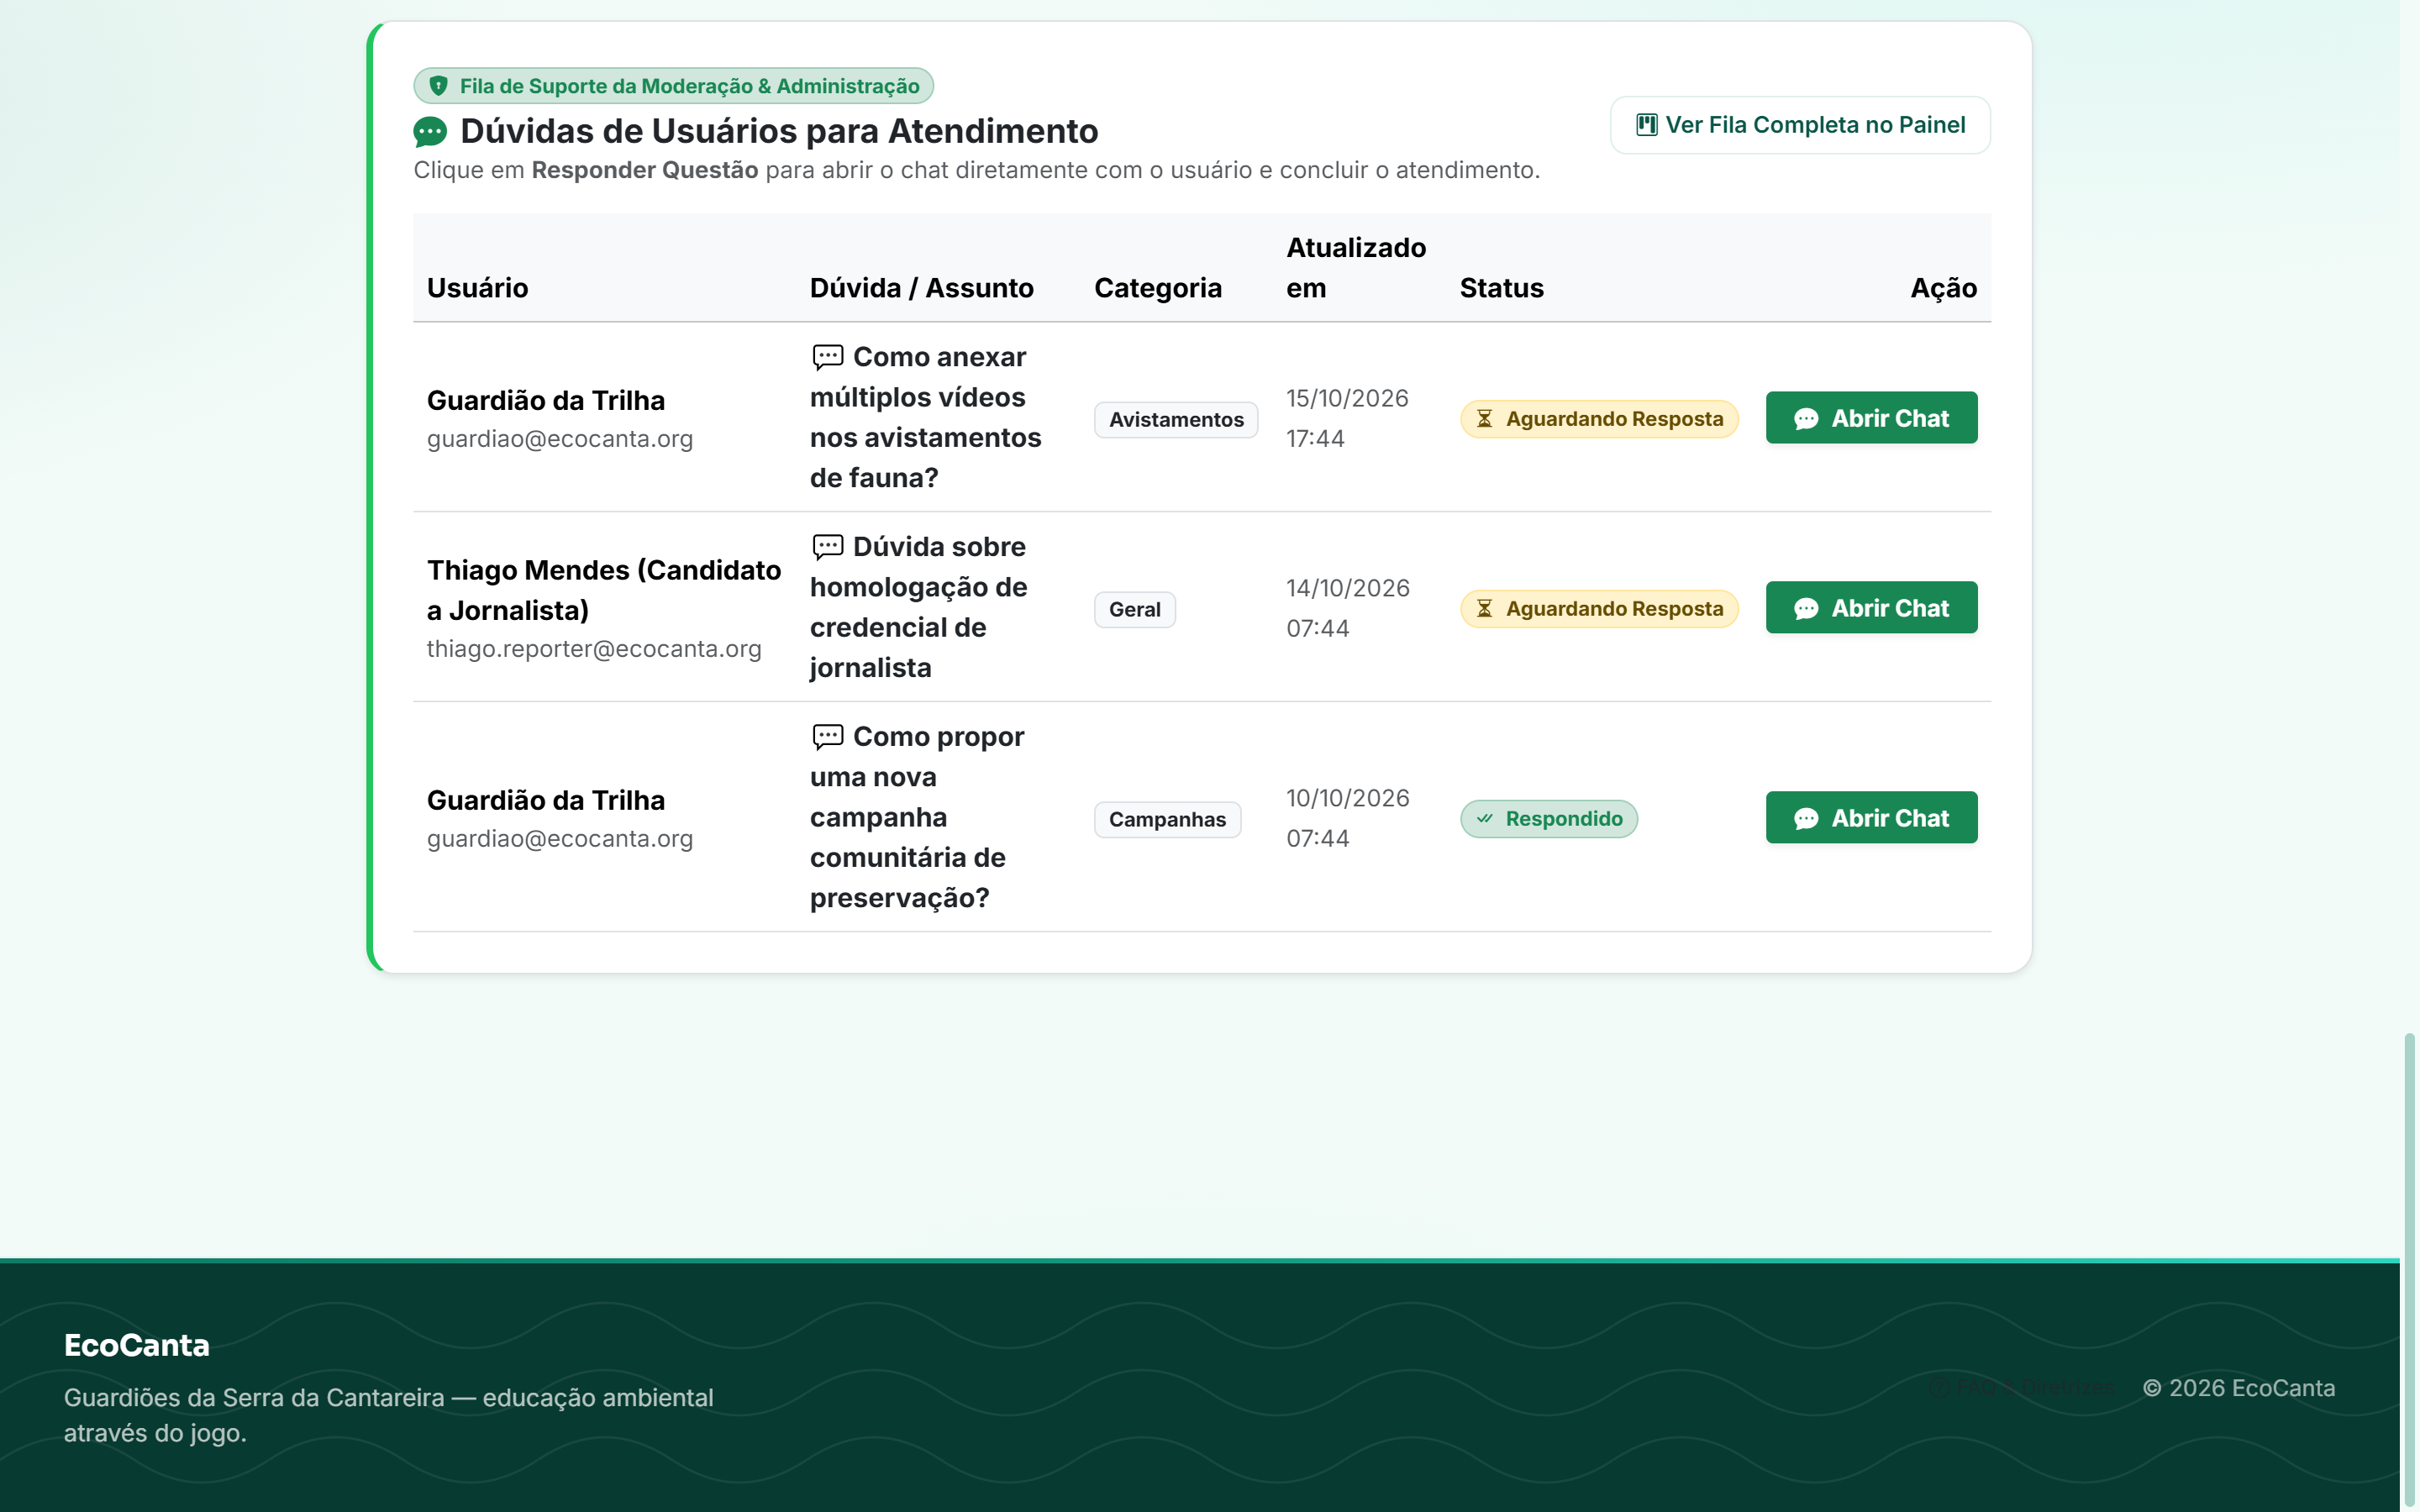 Fila de Suporte da Moderação & Administração
Dúvidas de Usuários para Atendimento
Clique em Responder Questão para abrir o chat diretamente com o usuário e concluir o atendimento.
Ver Fila Completa no Painel
Usuário
Dúvida / Assunto
Categoria
Atualizado
em
Status
Ação
Guardião da Trilha
guardiao@ecocanta.org
Como anexar
múltiplos vídeos
nos avistamentos
de fauna?
Avistamentos
15/10/2026
17:44
Aguardando Resposta
Abrir Chat
Thiago Mendes (Candidato
a Jornalista)
thiago.reporter@ecocanta.org
Dúvida sobre
homologação de
credencial de
jornalista
Geral
14/10/2026
07:44
Aguardando Resposta
Abrir Chat
Guardião da Trilha
guardiao@ecocanta.org
Como propor
uma nova
campanha
comunitária de
preservação?
Campanhas
10/10/2026
07:44
Respondido
Abrir Chat
EcoCanta
Guardiões da Serra da Cantareira — educação ambiental
através do jogo.
FAQ & Diretrizes
© 2026 EcoCanta